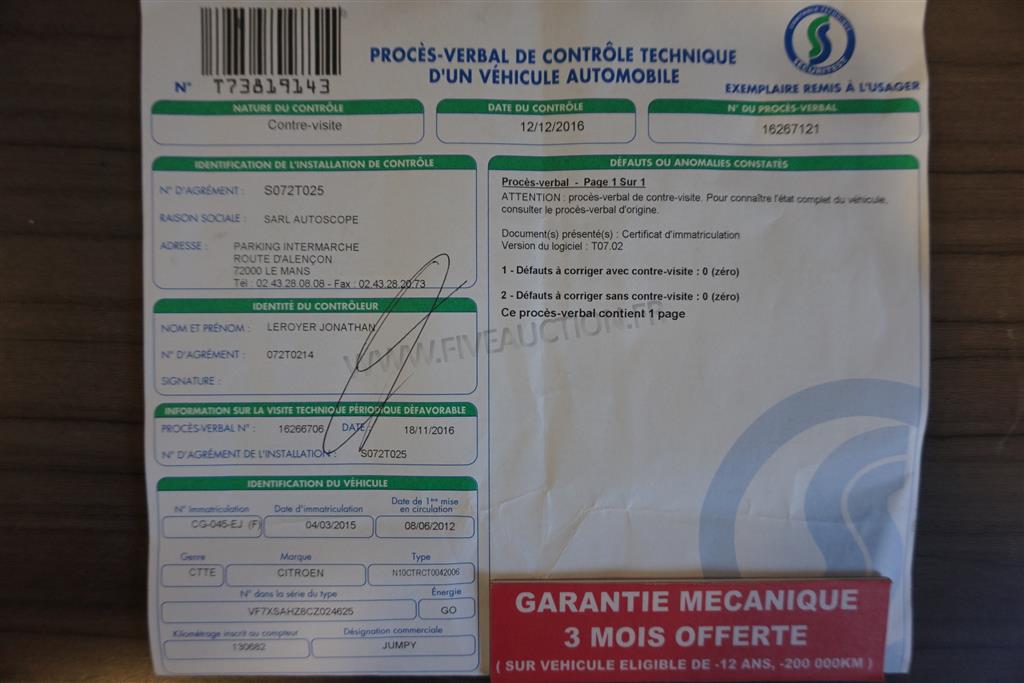 PROCÈS-VERBAL DE CONTRÔLE TECHNIQUE
D'UN VÉHICULE AUTOMOBILE
N° T73819143
EXEMPLAIRE REMIS À L'USAGER
NATURE DU CONTRÔLE
Contre-visite
DATE DU CONTRÔLE
12/12/2016
N° DU PROCÈS-VERBAL
16267121
IDENTIFICATION DE L'INSTALLATION DE CONTRÔLE
N° D'AGRÉMENT : S072T025
RAISON SOCIALE : SARL AUTOSCOPE
ADRESSE : PARKING INTERMARCHE
ROUTE D'ALENÇON
72000 LE MANS
Tél : 02.43.28.08.08 - Fax : 02.43.28.20.73
IDENTITÉ DU CONTRÔLEUR
NOM ET PRÉNOM : LEROYER JONATHAN
N° D'AGRÉMENT : 072T0214
SIGNATURE :
INFORMATION SUR LA VISITE TECHNIQUE PÉRIODIQUE DÉFAVORABLE
PROCÈS-VERBAL N° : 16266706 DATE : 18/11/2016
N° D'AGRÉMENT DE L'INSTALLATION : S072T025
IDENTIFICATION DU VÉHICULE
N° immatriculation Date d'immatriculation Date de 1ère mise
en circulation
CG-045-EJ (F) 04/03/2015 08/06/2012
Genre Marque Type
CTTE CITROEN N10CTRCT0042006
N° dans la série du type Énergie
VF7XSAHZ8CZ024625 GO
Kilométrage inscrit au compteur Désignation commerciale
130682 JUMPY
DÉFAUTS OU ANOMALIES CONSTATÉS
Procès-verbal - Page 1 Sur 1
ATTENTION : procès-verbal de contre-visite. Pour connaître l'état complet du véhicule,
consulter le procès-verbal d'origine.
Document(s) présenté(s) : Certificat d'immatriculation
Version du logiciel : T07.02
1 - Défauts à corriger avec contre-visite : 0 (zéro)
2 - Défauts à corriger sans contre-visite : 0 (zéro)
Ce procès-verbal contient 1 page
WWW.FIVEAUCTION.FR
GARANTIE MECANIQUE
3 MOIS OFFERTE
( SUR VEHICULE ELIGIBLE DE -12 ANS, -200 000KM )